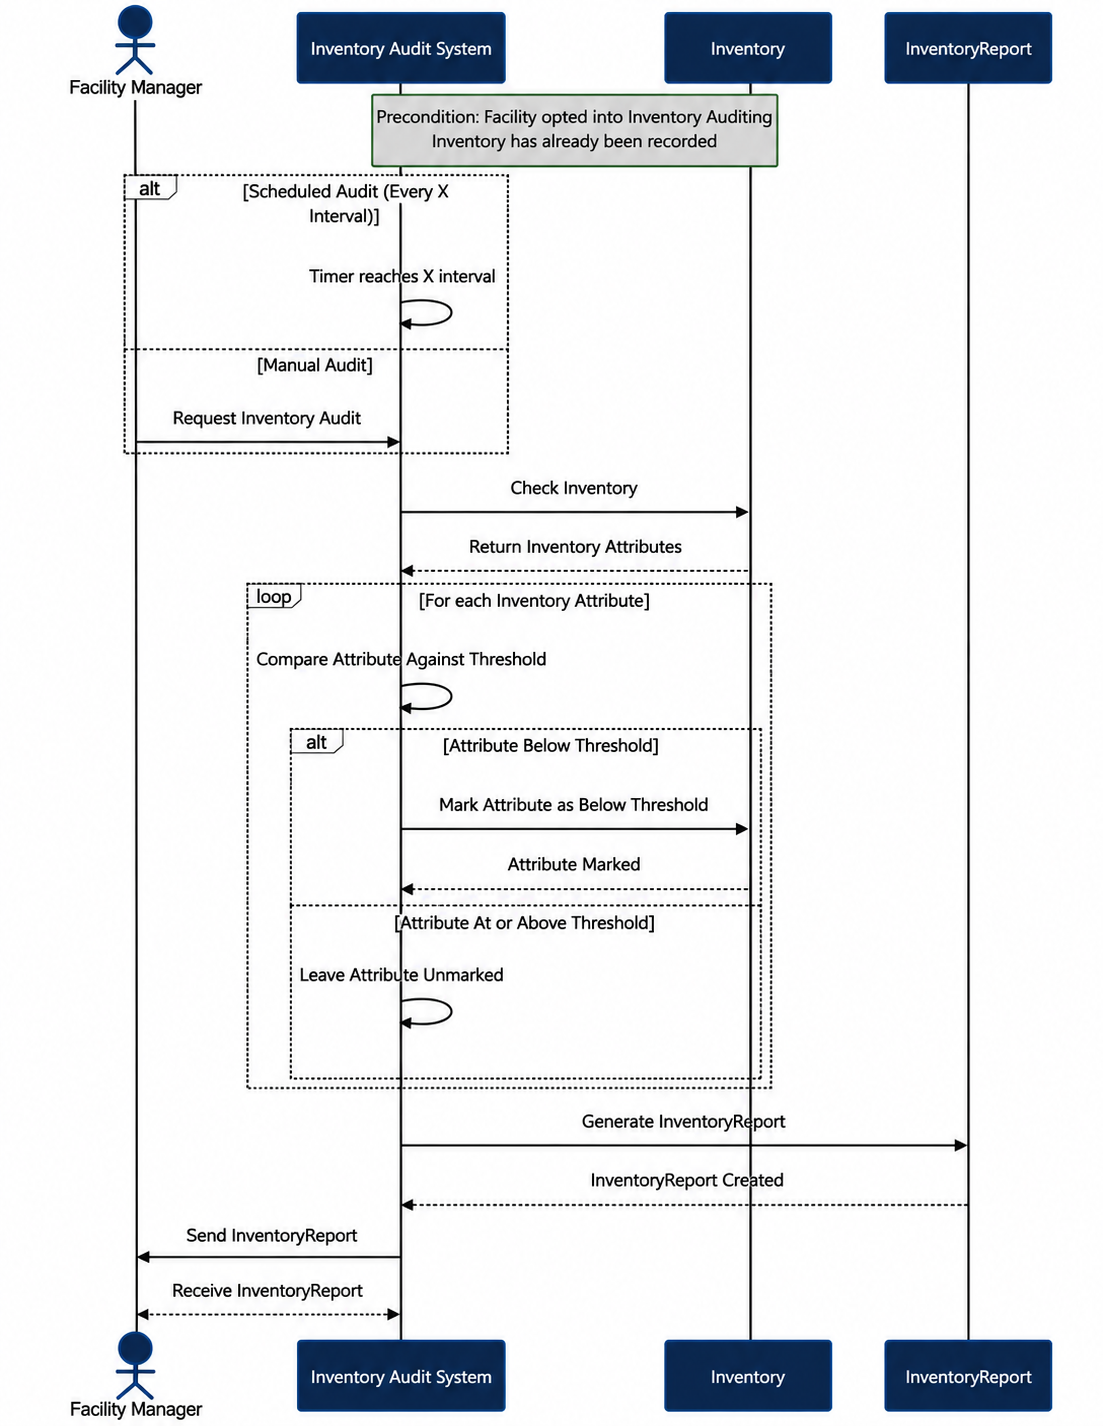 Facility Manager
Inventory Audit System
Inventory
InventoryReport
Precondition: Facility opted into Inventory Auditing
Inventory has already been recorded
alt
[Scheduled Audit (Every X
Interval)]
Timer reaches X interval
[Manual Audit]
Request Inventory Audit
Check Inventory
Return Inventory Attributes
loop
[For each Inventory Attribute]
Compare Attribute Against Threshold
alt
[Attribute Below Threshold]
Mark Attribute as Below Threshold
Attribute Marked
[Attribute At or Above Threshold]
Leave Attribute Unmarked
Generate InventoryReport
InventoryReport Created
Send InventoryReport
Receive InventoryReport
Facility Manager
Inventory Audit System
Inventory
InventoryReport